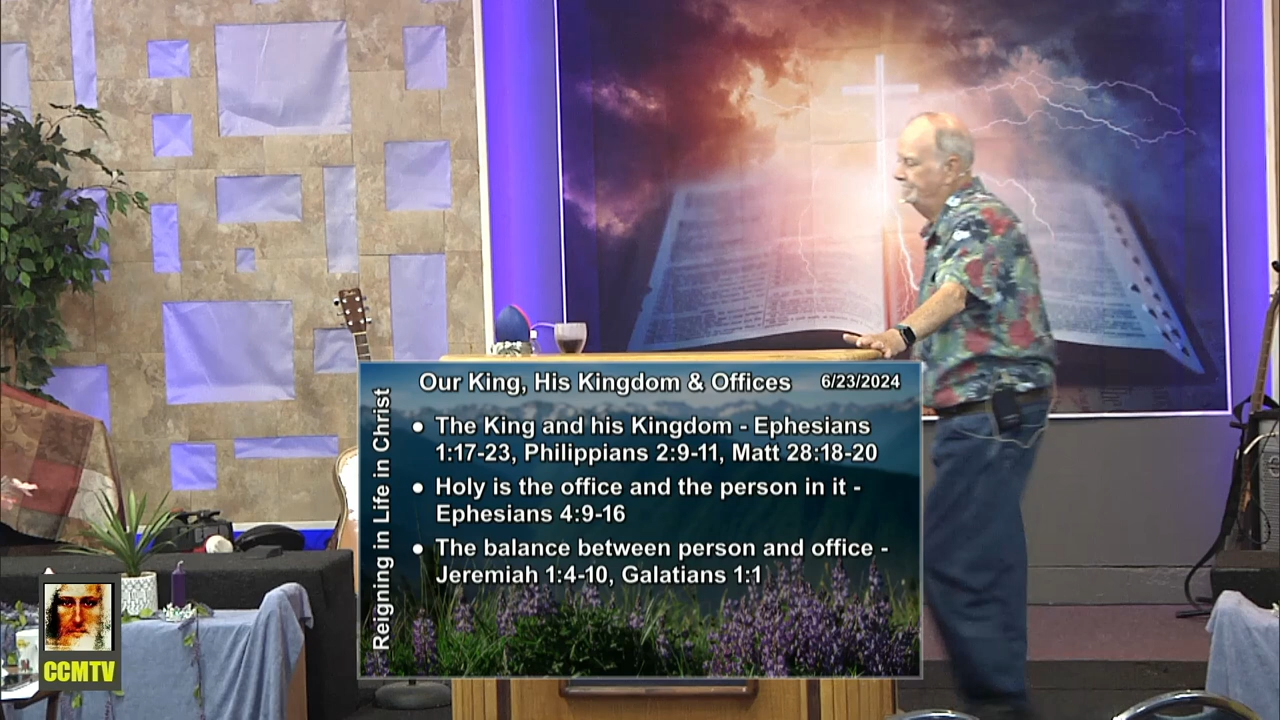 Our King, His Kingdom & Offices 6/23/2024
● The King and his Kingdom - Ephesians
1:17-23, Philippians 2:9-11, Matt 28:18-20
● Holy is the office and the person in it -
Ephesians 4:9-16
● The balance between person and office -
Jeremiah 1:4-10, Galatians 1:1
Reigning in Life in Christ
CCMTV